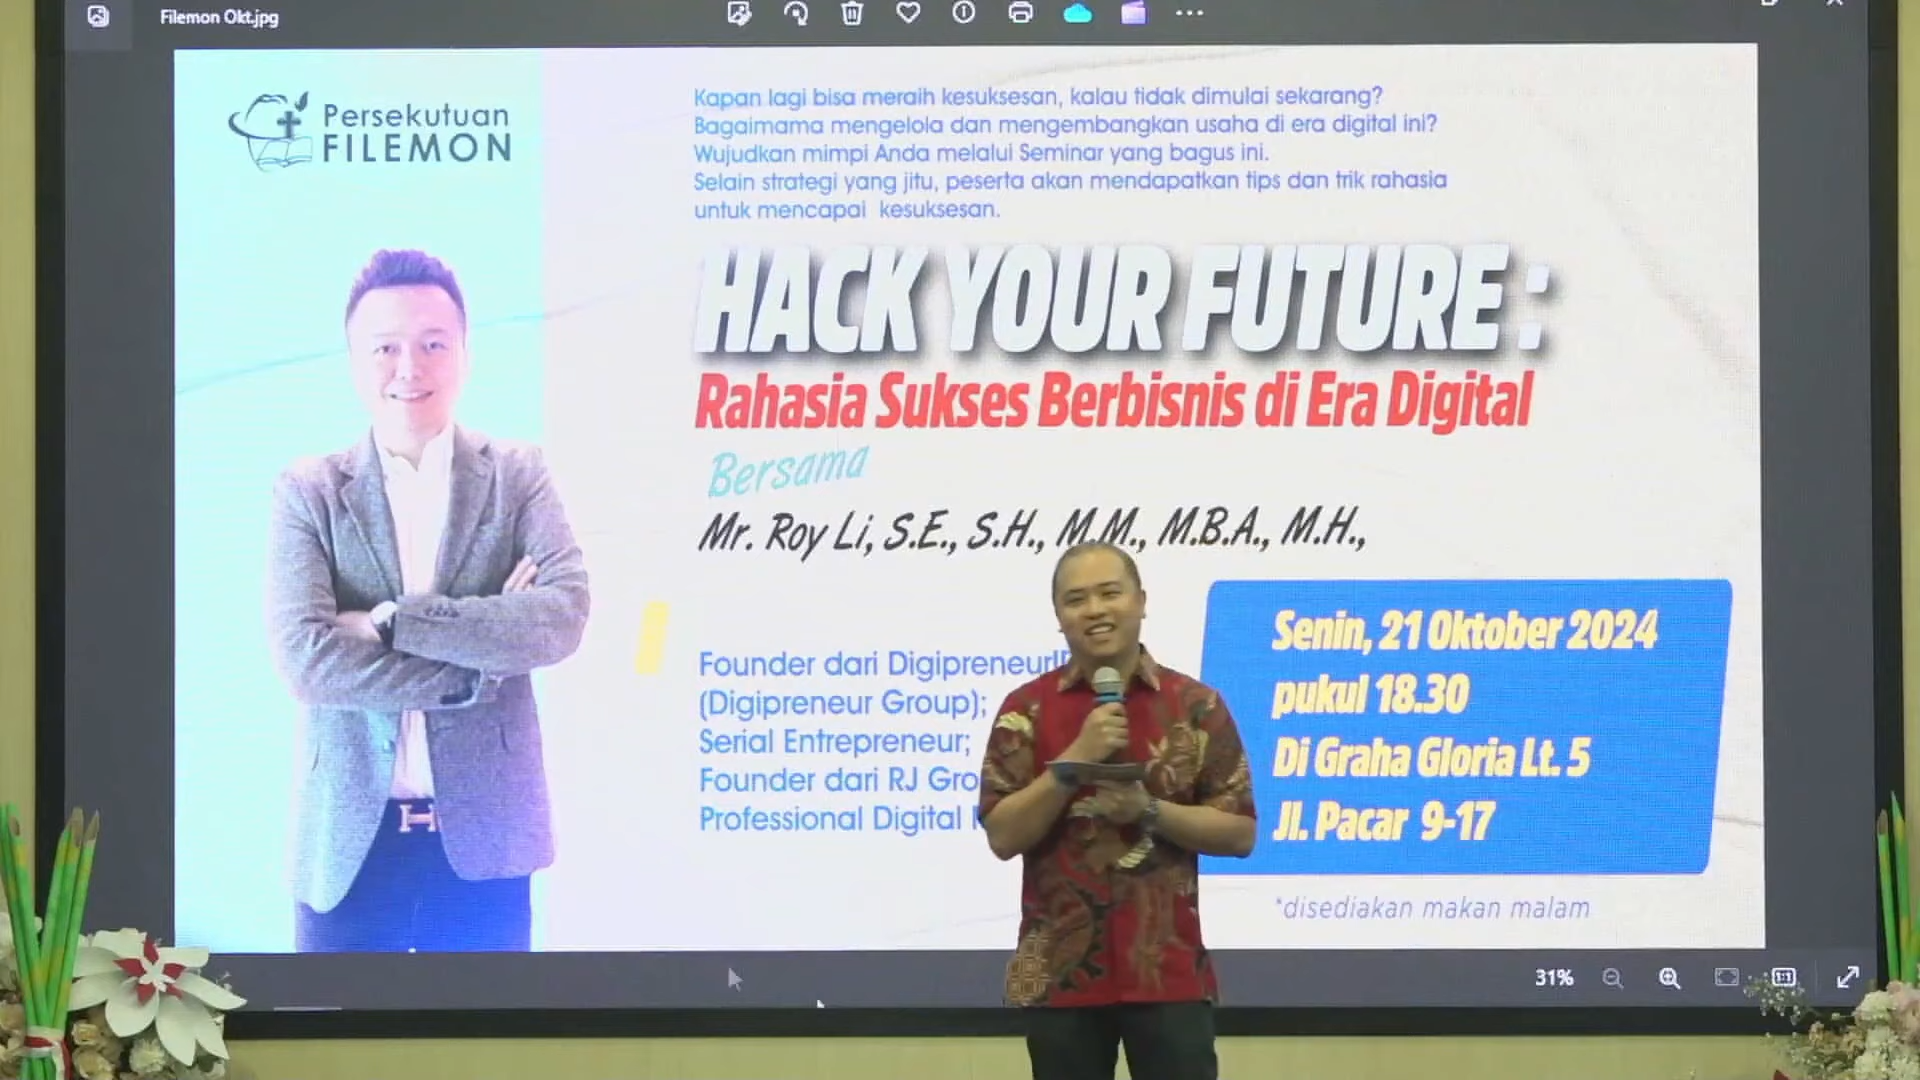 Filemon Okt.jpg
Persekutuan
FILEMON
Kapan lagi bisa meraih kesuksesan, kalau tidak dimulai sekarang?
Bagaimama mengelola dan mengembangkan usaha di era digital ini?
Wujudkan mimpi Anda melalui Seminar yang bagus ini.
Selain strategi yang jitu, peserta akan mendapatkan tips dan trik rahasia
untuk mencapai kesuksesan.
HACK YOUR FUTURE :
Rahasia Sukses Berbisnis di Era Digital
Bersama
Mr. Roy Li, S.E., S.H., M.M., M.B.A., M.H.,
Founder dari
(Digipreneur Group);
Serial Entrepreneur;
Founder dari RJ
Professional Digital
Senin, 21 Oktober 2024
pukul 18.30
Di Graha Gloria Lt. 5
Jl. Pacar 9-17
*disediakan makan malam
31%
1:1